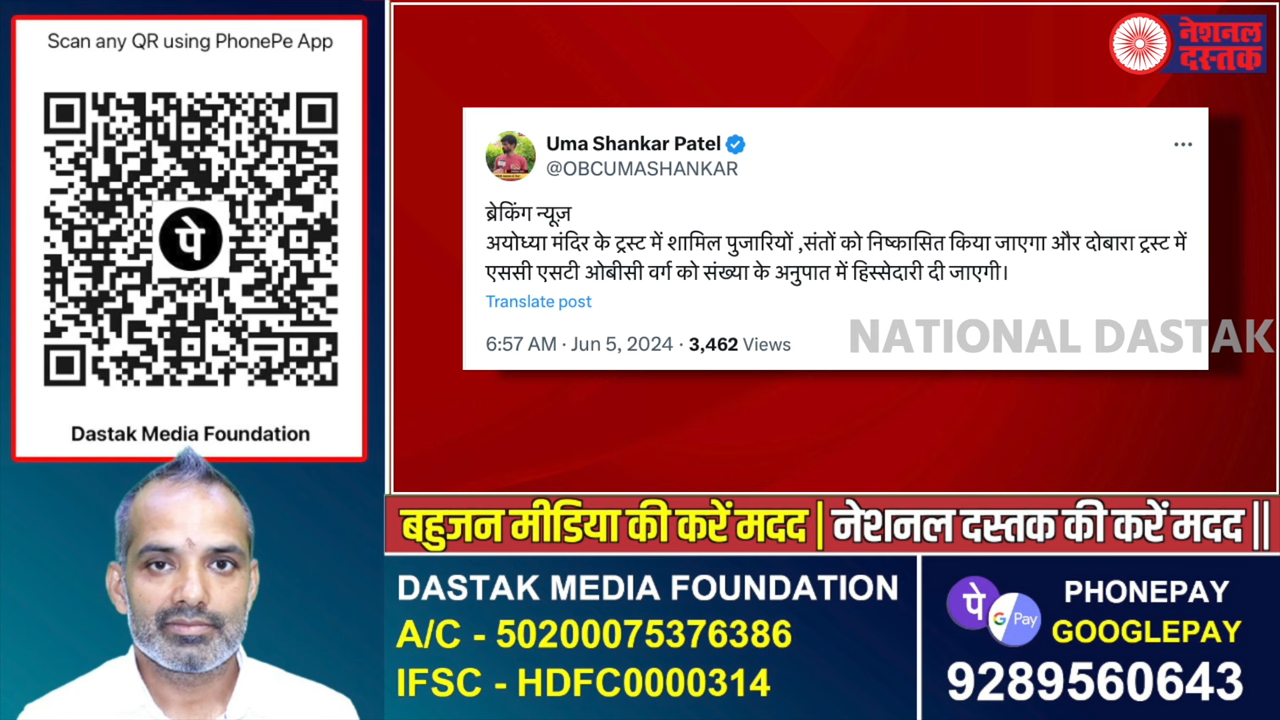 Scan any QR using PhonePe App
पे
Dastak Media Foundation
नेशनल
दस्तक
Uma Shankar Patel
@OBCUMASHANKAR
ब्रेकिंग न्यूज़
अयोध्या मंदिर के ट्रस्ट में शामिल पुजारियों ,संतों को निष्कासित किया जाएगा और दोबारा ट्रस्ट में
एससी एसटी ओबीसी वर्ग को संख्या के अनुपात में हिस्सेदारी दी जाएगी।
Translate post
6:57 AM · Jun 5, 2024 · 3,462 Views
NATIONAL DASTAK
बहुजन मीडिया की करें मदद | नेशनल दस्तक की करें मदद ||
DASTAK MEDIA FOUNDATION
A/C - 50200075376386
IFSC - HDFC0000314
पे
G Pay
PHONEPAY
GOOGLEPAY
9289560643